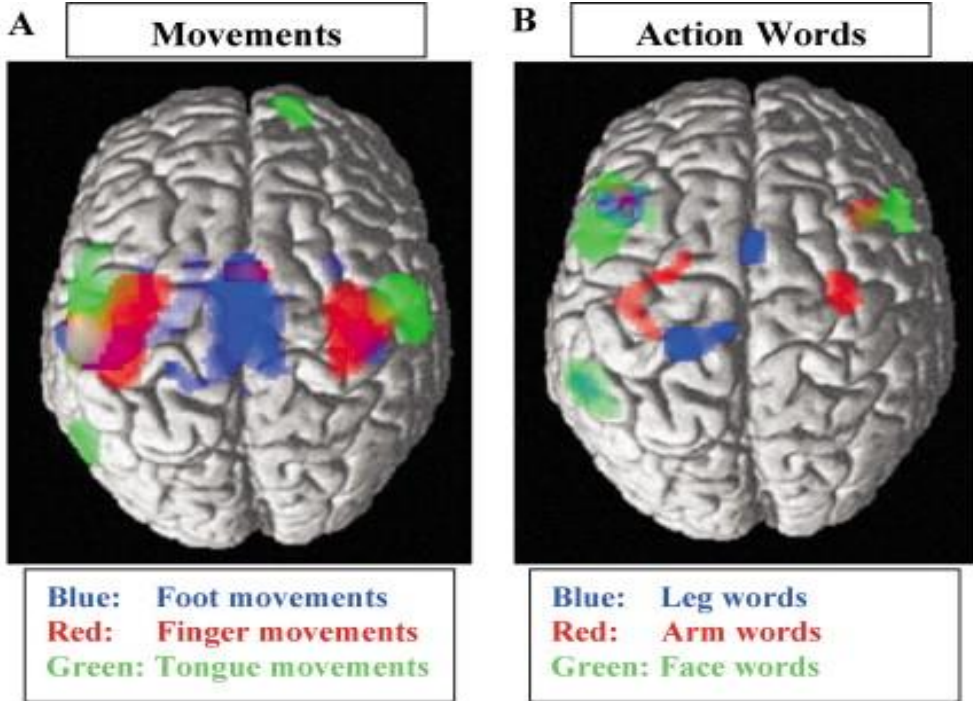 A
Movements
B
Action Words
Blue: Foot movements
Red: Finger movements
Green: Tongue movements
Blue: Leg words
Red: Arm words
Green: Face words